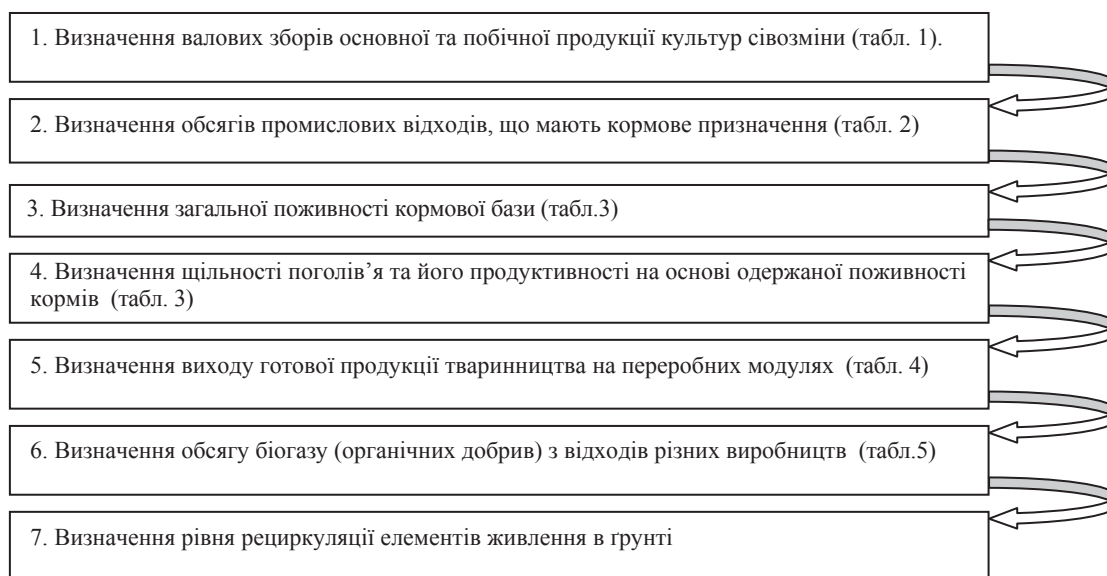 1. Визначення валових зборів основної та побічної продукції культур сівозміни (табл. 1).
2. Визначення обсягів промислових відходів, що мають кормове призначення (табл. 2)
3. Визначення загальної поживності кормової бази (табл.3)
4. Визначення щільності поголів’я та його продуктивності на основі одержаної поживності
кормів (табл. 3)
5. Визначення виходу готової продукції тваринництва на переробних модулях (табл. 4)
6. Визначення обсягу біогазу (органічних добрив) з відходів різних виробництв (табл.5)
7. Визначення рівня рециркуляції елементів живлення в ґрунті